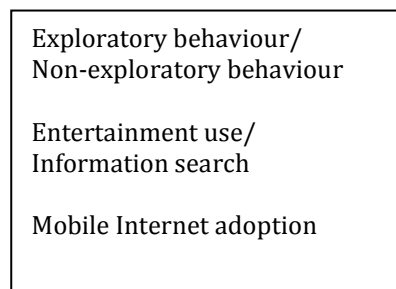 Exploratory behaviour/
Non-exploratory behaviour
Entertainment use/
Information search
Mobile Internet adoption